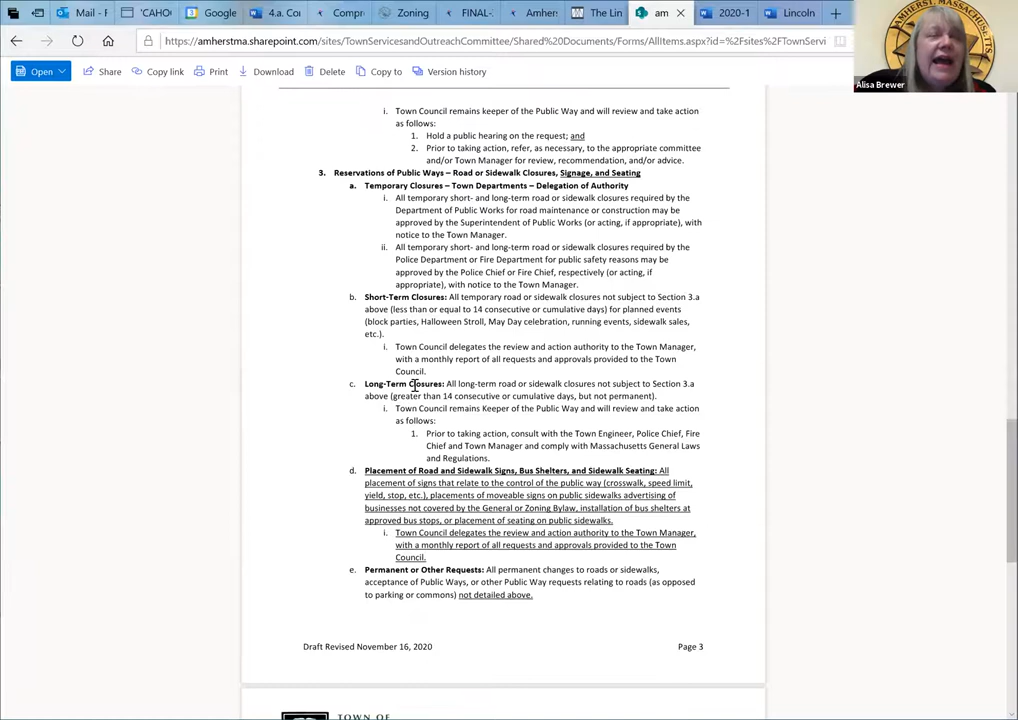 Mail - F
'CAHO
Google
4.a. Cor
Compre
Zoning
FINAL-
Amhers
The Lin
am
2020-1
Lincoln
https://amherstma.sharepoint.com/sites/TownServicesandOutreachCommittee/Shared%20Documents/Forms/AllItems.aspx?id=%2Fsites%2FTownServi
Open
Share
Copy link
Print
Download
Delete
Copy to
Version history
MASSACHUSETTS
Alisa Brewer
i. Town Council remains keeper of the Public Way and will review and take action
as follows:
1. Hold a public hearing on the request; and
2. Prior to taking action, refer, as necessary, to the appropriate committee
and/or Town Manager for review, recommendation, and/or advice.
3. Reservations of Public Ways – Road or Sidewalk Closures, Signage, and Seating
a. Temporary Closures – Town Departments – Delegation of Authority
i. All temporary short- and long-term road or sidewalk closures required by the
Department of Public Works for road maintenance or construction may be
approved by the Superintendent of Public Works (or acting, if appropriate), with
notice to the Town Manager.
ii. All temporary short- and long-term road or sidewalk closures required by the
Police Department or Fire Department for public safety reasons may be
approved by the Police Chief or Fire Chief, respectively (or acting, if
appropriate), with notice to the Town Manager.
b. Short-Term Closures: All temporary road or sidewalk closures not subject to Section 3.a
above (less than or equal to 14 consecutive or cumulative days) for planned events
(block parties, Halloween Stroll, May Day celebration, running events, sidewalk sales,
etc.).
i. Town Council delegates the review and action authority to the Town Manager,
with a monthly report of all requests and approvals provided to the Town
Council.
c. Long-Term Closures: All long-term road or sidewalk closures not subject to Section 3.a
above (greater than 14 consecutive or cumulative days, but not permanent).
i. Town Council remains Keeper of the Public Way and will review and take action
as follows:
1. Prior to taking action, consult with the Town Engineer, Police Chief, Fire
Chief and Town Manager and comply with Massachusetts General Laws
and Regulations.
d. Placement of Road and Sidewalk Signs, Bus Shelters, and Sidewalk Seating: All
placement of signs that relate to the control of the public way (crosswalk, speed limit,
yield, stop, etc.), placements of moveable signs on public sidewalks advertising of
businesses not covered by the General or Zoning Bylaw, installation of bus shelters at
approved bus stops, or placement of seating on public sidewalks.
i. Town Council delegates the review and action authority to the Town Manager,
with a monthly report of all requests and approvals provided to the Town
Council.
e. Permanent or Other Requests: All permanent changes to roads or sidewalks,
acceptance of Public Ways, or other Public Way requests relating to roads (as opposed
to parking or commons) not detailed above.
Draft Revised November 16, 2020
Page 3
TOWN OF